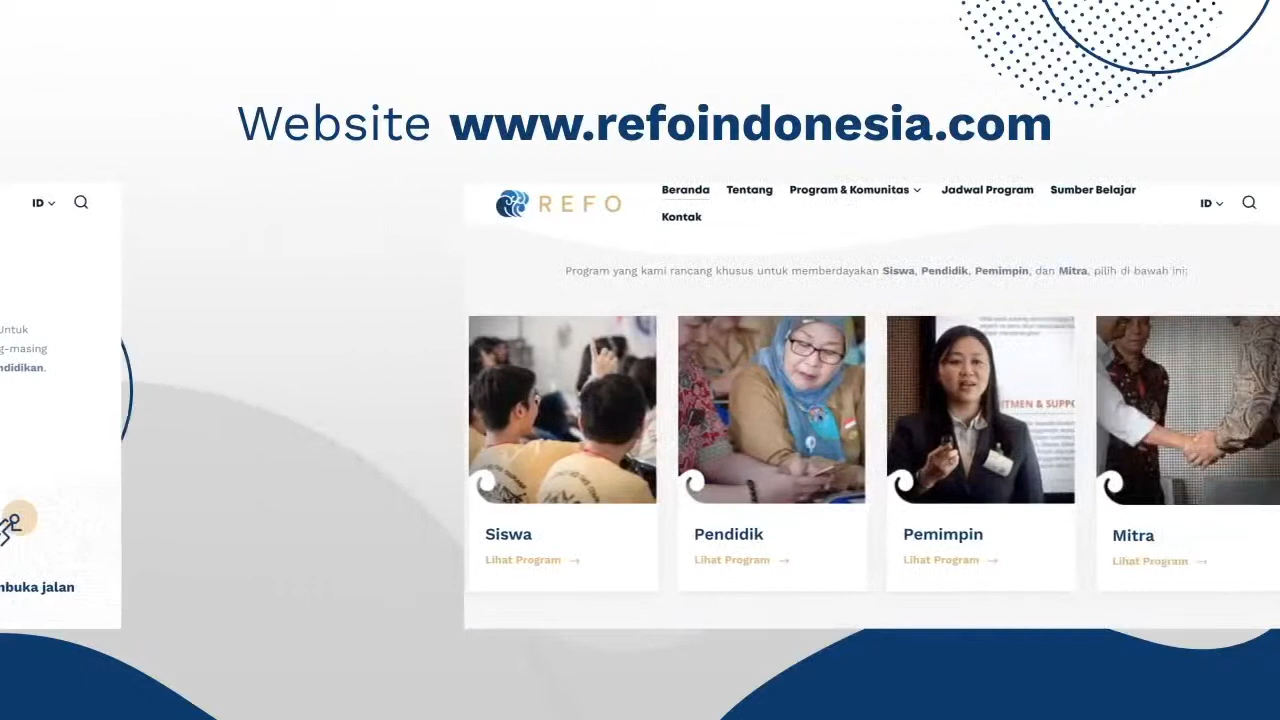 Website www.refoindonesia.com
ID
Untuk
g-masing
ndidikan.
nbuka jalan
REFO
Beranda Tentang Program & Komunitas Jadwal Program Sumber Belajar
Kontak
ID
Program yang kami rancang khusus untuk memberdayakan Siswa, Pendidik, Pemimpin, dan Mitra, pilih di bawah ini:
ITMEN & SUPPO
Siswa
Lihat Program →
Pendidik
Lihat Program →
Pemimpin
Lihat Program →
Mitra
Lihat Program →